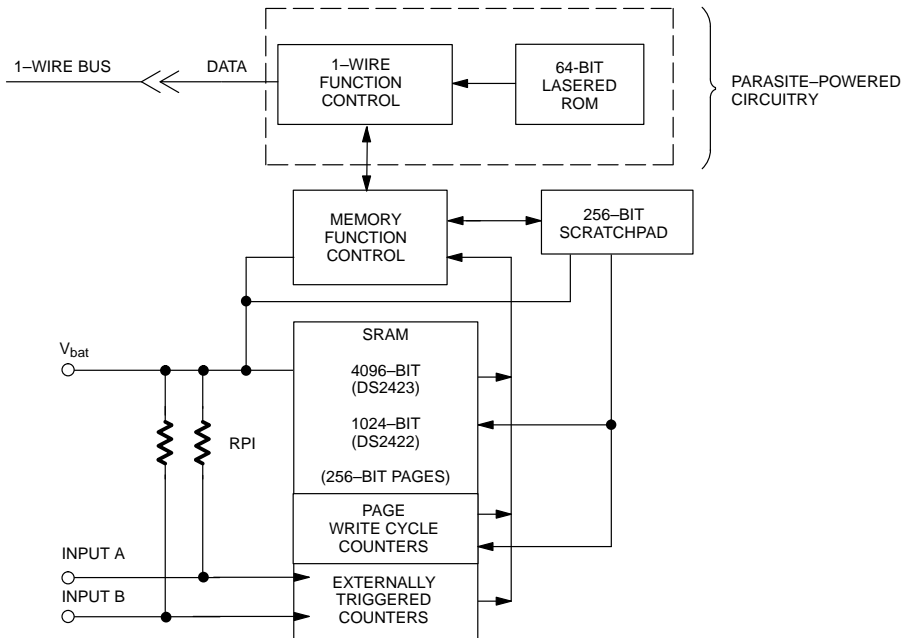 1–WIRE BUS
DATA
1–WIRE
FUNCTION
CONTROL
64-BIT
LASERED
ROM
PARASITE–POWERED
CIRCUITRY
MEMORY
FUNCTION
CONTROL
256–BIT
SCRATCHPAD
SRAM
Vbat
4096–BIT
(DS2423)
1024–BIT
(DS2422)
RPI
(256–BIT PAGES)
PAGE
WRITE CYCLE
COUNTERS
INPUT A
INPUT B
EXTERNALLY
TRIGGERED
COUNTERS